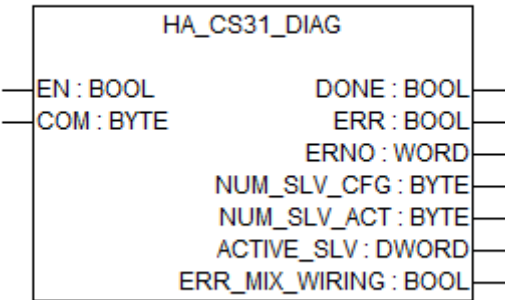 HA_CS31_DIAG
EN : BOOL DONE : BOOL
COM : BYTE ERR : BOOL
ERNO : WORD
NUM_SLV_CFG : BYTE
NUM_SLV_ACT : BYTE
ACTIVE_SLV : DWORD
ERR_MIX_WIRING : BOOL